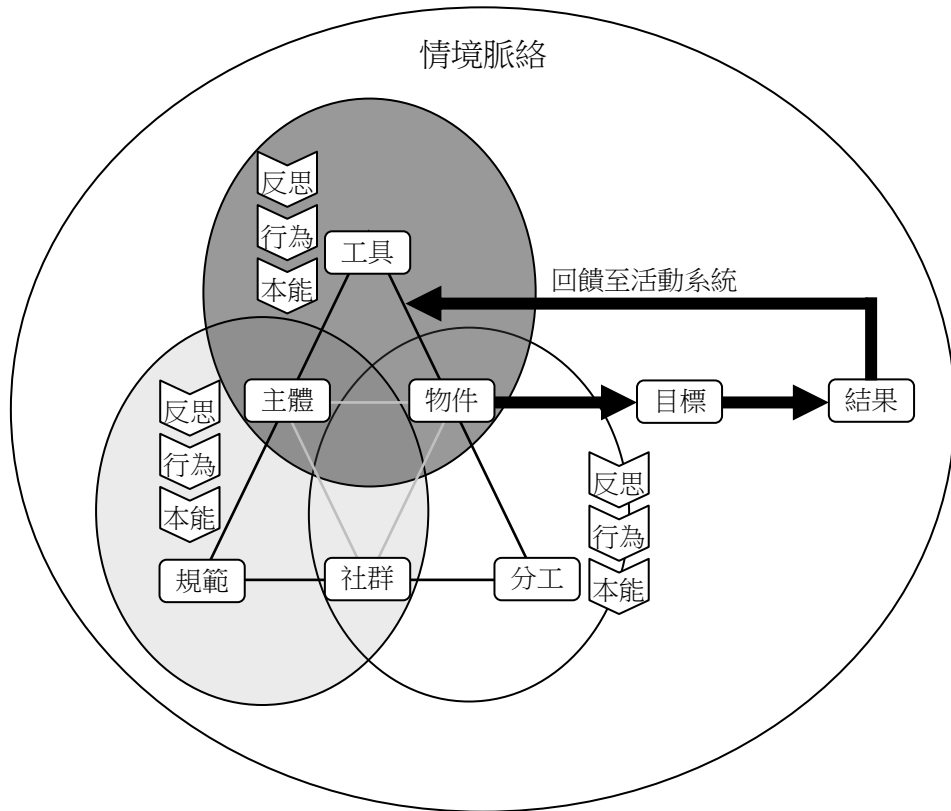 情境脈絡
反思
行為
本能
工具
回饋至活動系統
主體
物件
目標
結果
反思
行為
本能
反思
行為
本能
規範
社群
分工